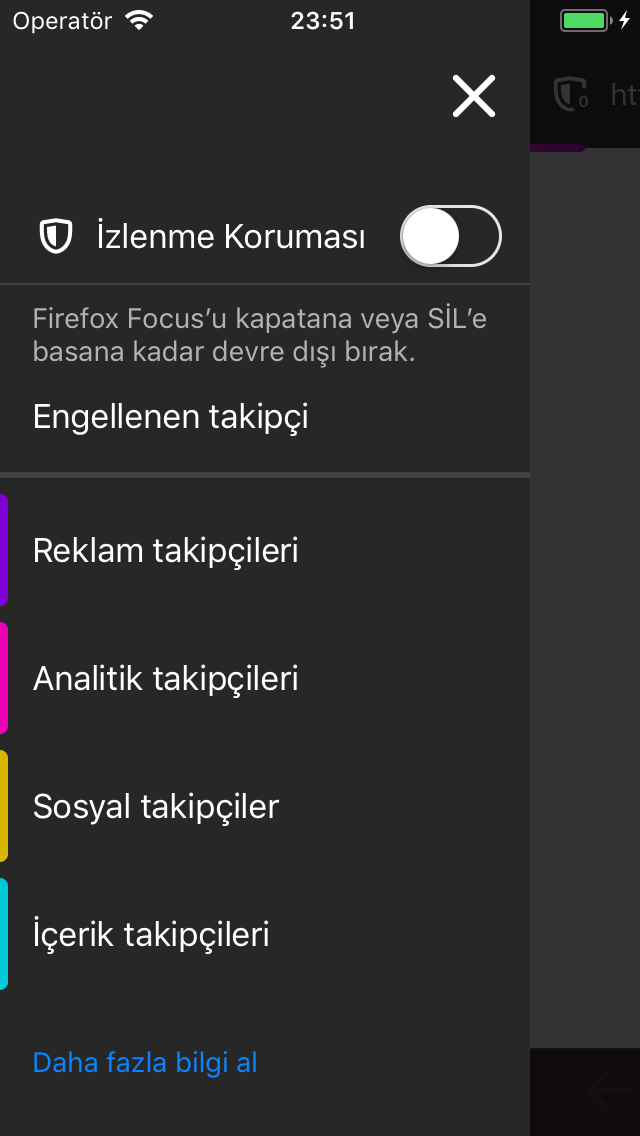 Operatör 23:51
0 ht
İzlenme Koruması
Firefox Focus’u kapatana veya SİL’e
basana kadar devre dışı bırak.
Engellenen takipçi
Reklam takipçileri
Analitik takipçileri
Sosyal takipçiler
İçerik takipçileri
Daha fazla bilgi al